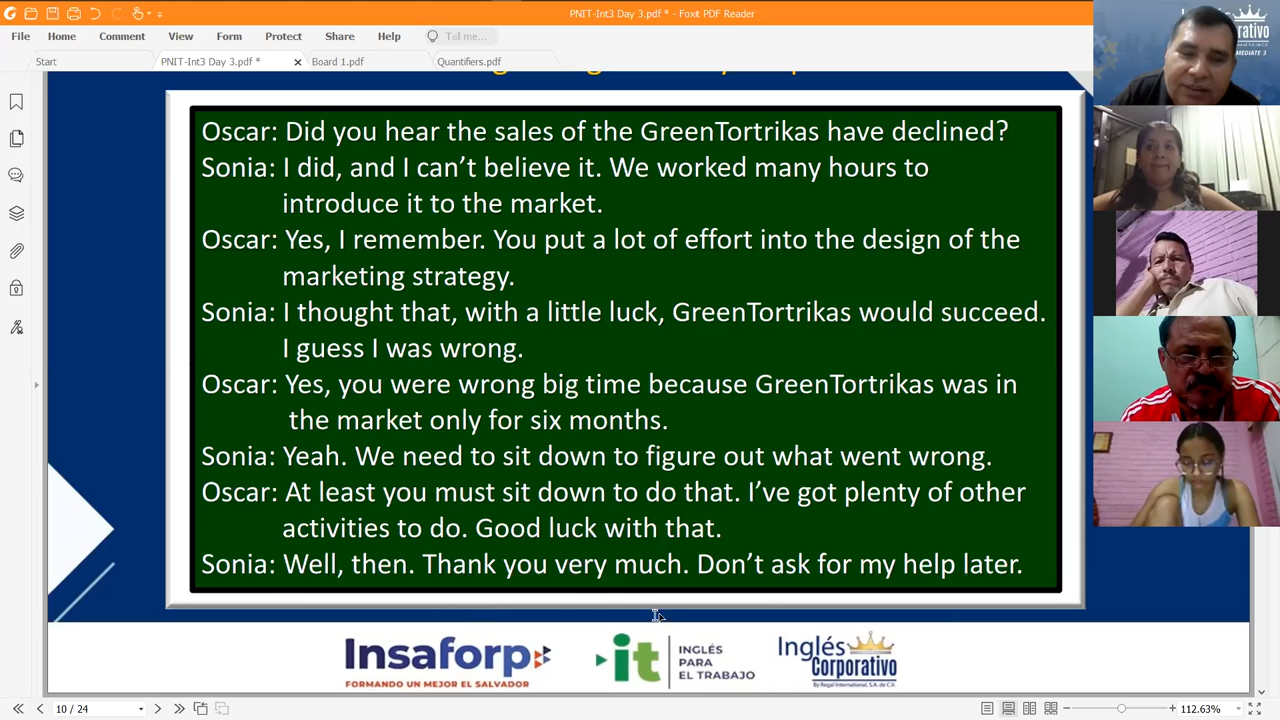 PNIT-Int3 Day 3.pdf * - Foxit PDF Reader
File Home Comment View Form Protect Share Help Tell me...
Start PNIT-Int3 Day 3.pdf * Board 1.pdf Quantifiers.pdf
Oscar: Did you hear the sales of the GreenTortrikas have declined?
Sonia: I did, and I can’t believe it. We worked many hours to
introduce it to the market.
Oscar: Yes, I remember. You put a lot of effort into the design of the
marketing strategy.
Sonia: I thought that, with a little luck, GreenTortrikas would succeed.
I guess I was wrong.
Oscar: Yes, you were wrong big time because GreenTortrikas was in
the market only for six months.
Sonia: Yeah. We need to sit down to figure out what went wrong.
Oscar: At least you must sit down to do that. I’ve got plenty of other
activities to do. Good luck with that.
Sonia: Well, then. Thank you very much. Don’t ask for my help later.
Insaforp
FORMANDO UN MEJOR EL SALVADOR
it
INGLÉS
PARA
EL TRABAJO
Inglés
Corporativo
By Regal International, S.A. de C.V.
10 / 24
112.63%